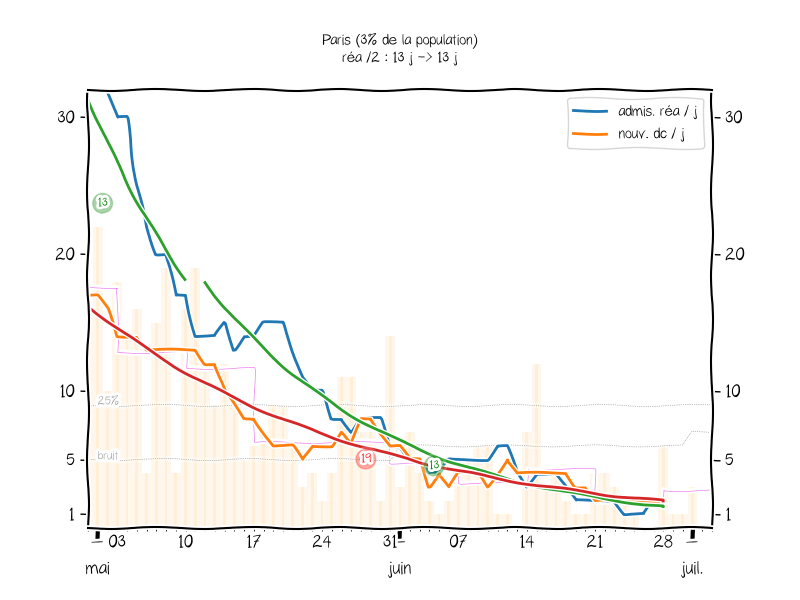 Paris (3% de la population)
réa /2 : 13 j -> 13 j
admis. réa / j
nouv. dc / j
30
30
13
20
20
10
10
25%
bruit
19
13
5
5
1
1
03
10
17
24
31
07
14
21
28
mai
juin
juil.